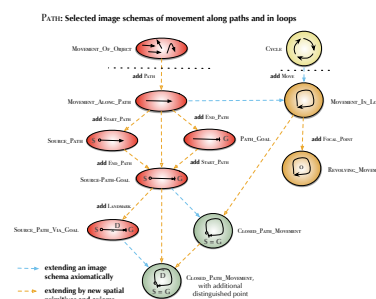 PATH: Selected image schemas of movement along paths and in loops
MOVEMENT_OF_OBJECT
CYCLE
add PATH
add MOVE
MOVEMENT_ALONG_PATH
MOVEMENT_IN_LO
add START_PATH
add END_PATH
SOURCE_PATH
S
G
PATH_GOAL
add FOCAL_POINT
add END_PATH
add START_PATH
SOURCE-PATH-GOAL
S G
O
REVOLVING_MOVEM
add LANDMARK
SOURCE_PATH_VIA_GOAL
S D G
S = G
CLOSED_PATH_MOVEMENT
extending an image
schema axiomatically
D
S = G
CLOSED_PATH_MOVEMENT,
with additional
distinguished point
extending by new spatial